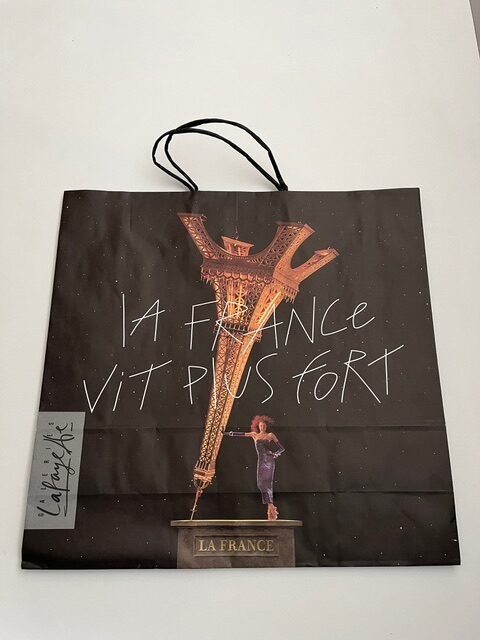 lA FRANCe
ViT PlUS FORT
GALERIES
Lafayette
LA FRANCE